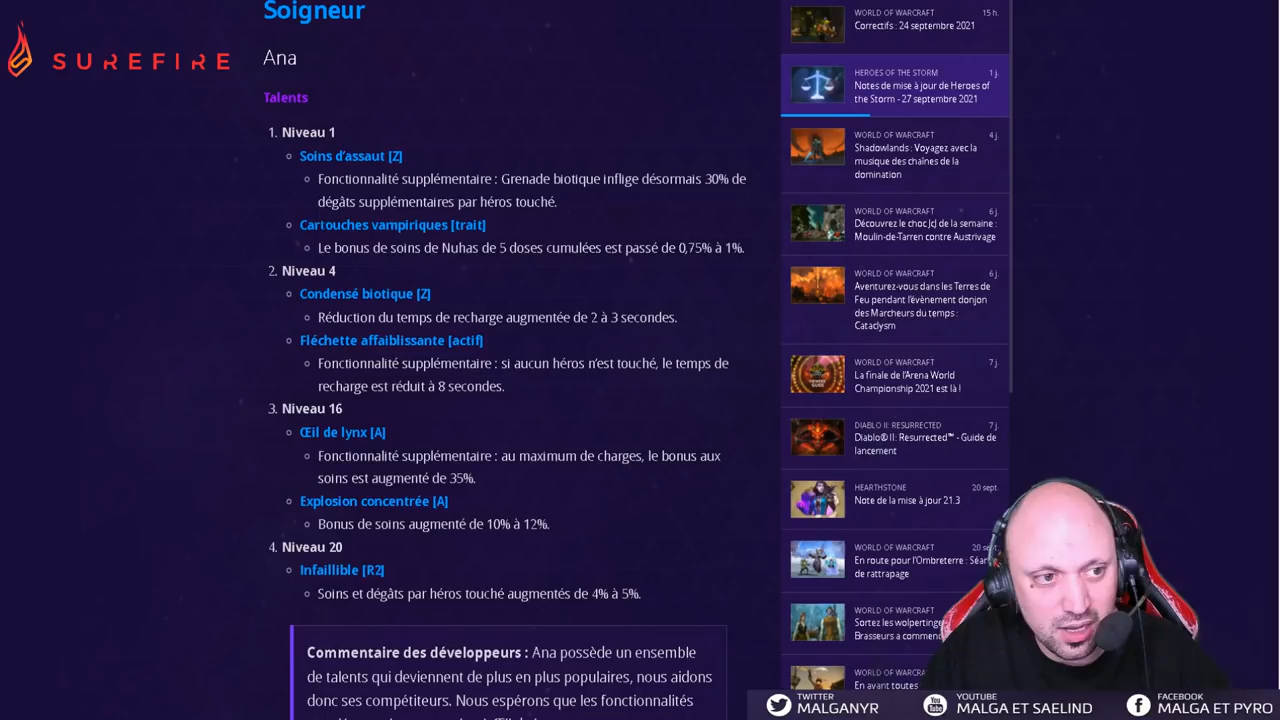 SUREFIRE
Soigneur
Ana
Talents
1. Niveau 1
Soins d'assaut [Z]
Fonctionnalité supplémentaire : Grenade biotique inflige désormais 30% de
dégâts supplémentaires par héros touché.
Cartouches vampiriques [trait]
Le bonus de soins de Nuhas de 5 doses cumulées est passé de 0,75% à 1%.
2. Niveau 4
Condensé biotique [Z]
Réduction du temps de recharge augmentée de 2 à 3 secondes.
Fléchette affaiblissante [actif]
Fonctionnalité supplémentaire : si aucun héros n'est touché, le temps de
recharge est réduit à 8 secondes.
3. Niveau 16
Œil de lynx [A]
Fonctionnalité supplémentaire : au maximum de charges, le bonus aux
soins est augmenté de 35%.
Explosion concentrée [A]
Bonus de soins augmenté de 10% à 12%.
4. Niveau 20
Infaillible [R2]
Soins et dégâts par héros touché augmentés de 4% à 5%.
Commentaire des développeurs : Ana possède un ensemble
de talents qui deviennent de plus en plus populaires, nous aidons
donc ses compétiteurs. Nous espérons que les fonctionnalités
WORLD OF WARCRAFT 15 h.
Correctifs : 24 septembre 2021
HEROES OF THE STORM 1 j.
Notes de mise à jour de Heroes of
the Storm - 27 septembre 2021
WORLD OF WARCRAFT 4 j.
Shadowlands : Voyagez avec la
musique des chaînes de la
domination
WORLD OF WARCRAFT 6 j.
Découvrez le choc JcJ de la semaine :
Moulin-de-Tarren contre Austrivage
WORLD OF WARCRAFT 6 j.
Aventurez-vous dans les Terres de
Feu pendant l'évènement donjon
des Marcheurs du temps :
Cataclysm
WORLD OF WARCRAFT 7 j.
La finale de l'Arena World
Championship 2021 est là !
DIABLO II: RESURRECTED 7 j.
Diablo® II: Resurrected™ - Guide de
lancement
HEARTHSTONE 20 sept.
Note de la mise à jour 21.3
WORLD OF WARCRAFT 20 sept.
En route pour l'Ombreterre :
de rattrapage
WORLD OF WARCRAFT
Sortez les
Brasseurs a
WORLD OF WARCRA
En avant toutes
TWITTER
MALGANYR
YOUTUBE
MALGA ET SAELIND
FACEBOOK
MALGA ET PYRO